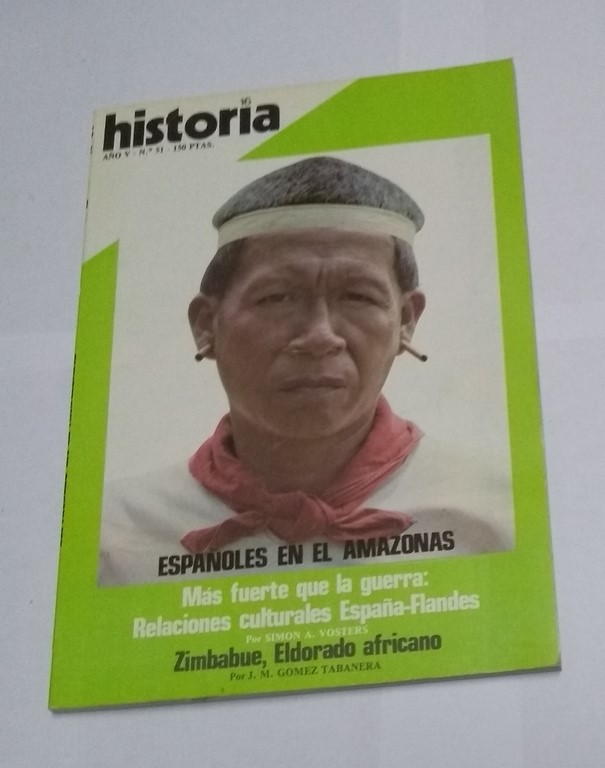 16
historia
AÑO V - N.º 51 - 150 PTAS.
ESPAÑOLES EN EL AMAZONAS
Más fuerte que la guerra:
Relaciones culturales España-Flandes
Por SIMON A. VOSTERS
Zimbabue, Eldorado africano
Por J. M. GOMEZ TABANERA